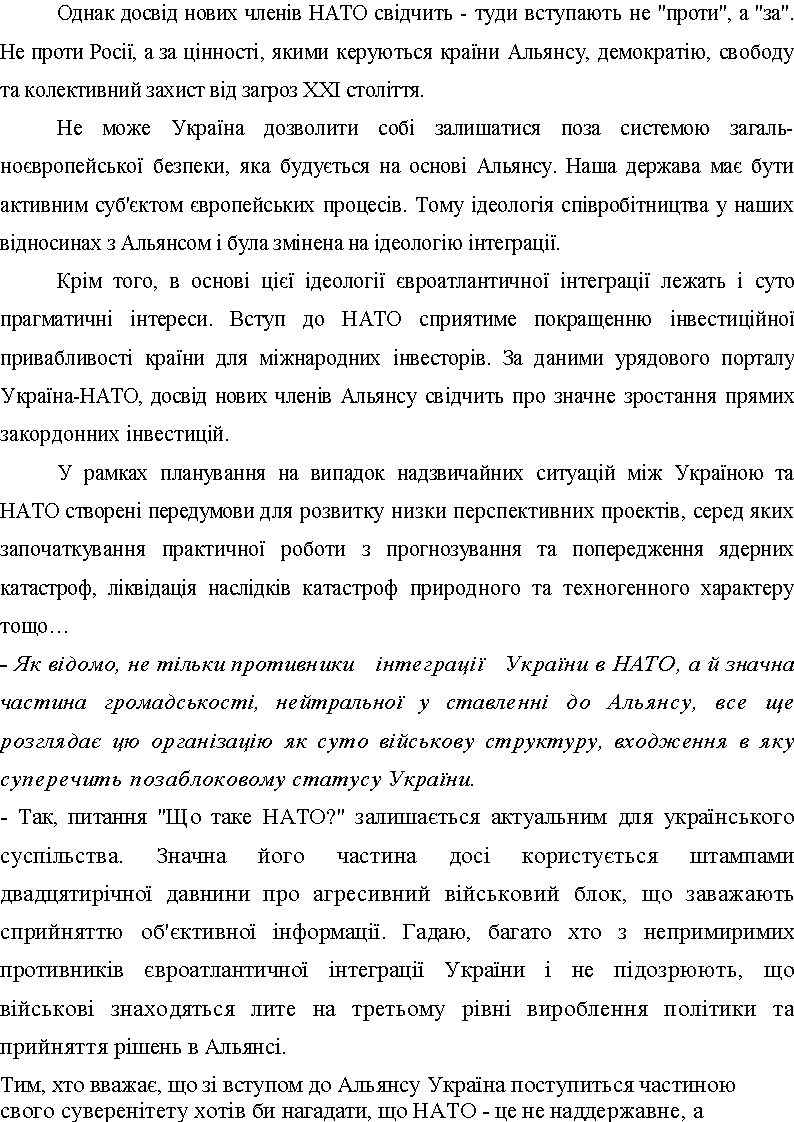 Однак досвід нових членів НАТО свідчить - туди вступають не "проти", а "за".
Не проти Росії, а за цінності, якими керуються країни Альянсу, демократію, свободу
та колективний захист від загроз XXI століття.
Не може Україна дозволити собі залишатися поза системою загаль-
ноєвропейської безпеки, яка будується на основі Альянсу. Наша держава має бути
активним суб'єктом європейських процесів. Тому ідеологія співробітництва у наших
відносинах з Альянсом і була змінена на ідеологію інтеграції.
Крім того, в основі цієї ідеології євроатлантичної інтеграції лежать і суто
прагматичні інтереси. Вступ до НАТО сприятиме покращенню інвестиційної
привабливості країни для міжнародних інвесторів. За даними урядового порталу
Україна-НАТО, досвід нових членів Альянсу свідчить про значне зростання прямих
закордонних інвестицій.
У рамках планування на випадок надзвичайних ситуацій між Україною та
НАТО створені передумови для розвитку низки перспективних проектів, серед яких
започаткування практичної роботи з прогнозування та попередження ядерних
катастроф, ліквідація наслідків катастроф природного та техногенного характеру
тощо…
- Як відомо, не тільки противники інтеграції України в НАТО, а й значна
частина громадськості, нейтральної у ставленні до Альянсу, все ще
розглядає цю організацію як суто військову структуру, входження в яку
суперечить позаблоковому статусу України.
- Так, питання "Що таке НАТО?" залишається актуальним для українського
суспільства. Значна його частина досі користується штампами
двадцятирічної давнини про агресивний військовий блок, що заважають
сприйняттю об'єктивної інформації. Гадаю, багато хто з непримиримих
противників євроатлантичної інтеграції України і не підозрюють, що
військові знаходяться лите на третьому рівні вироблення політики та
прийняття рішень в Альянсі.
Тим, хто вважає, що зі вступом до Альянсу Україна поступиться частиною
свого суверенітету хотів би нагадати, що НАТО - це не наддержавне, а